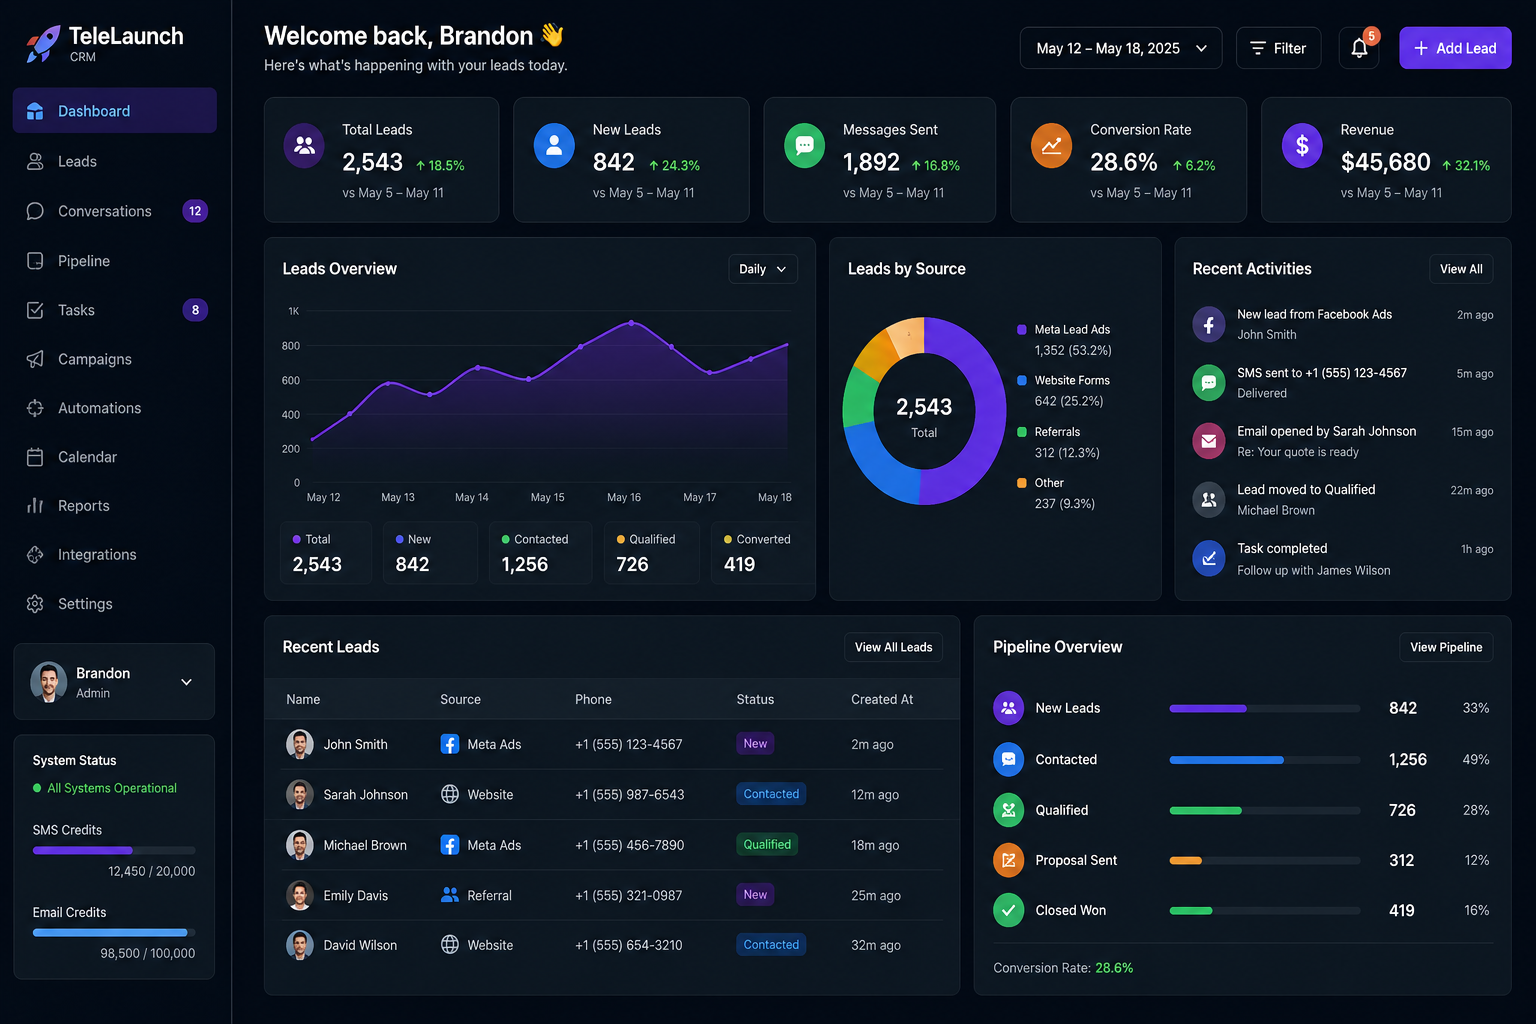 TeleLaunch
CRM
Dashboard
Leads
Conversations 12
Pipeline
Tasks 8
Campaigns
Automations
Calendar
Reports
Integrations
Settings
Brandon
Admin
System Status
All Systems Operational
SMS Credits
12,450 / 20,000
Email Credits
98,500 / 100,000
Welcome back, Brandon 👋
Here's what's happening with your leads today.
May 12 – May 18, 2025
Filter
5
+ Add Lead
Total Leads
2,543 ↑ 18.5%
vs May 5 – May 11
New Leads
842 ↑ 24.3%
vs May 5 – May 11
Messages Sent
1,892 ↑ 16.8%
vs May 5 – May 11
Conversion Rate
28.6% ↑ 6.2%
vs May 5 – May 11
$
Revenue
$45,680 ↑ 32.1%
vs May 5 – May 11
Leads Overview
Daily
1K
800
600
400
200
0
May 12 May 13 May 14 May 15 May 16 May 17 May 18
Total
2,543
New
842
Contacted
1,256
Qualified
726
Converted
419
Leads by Source
2,543
Total
Meta Lead Ads
1,352 (53.2%)
Website Forms
642 (25.2%)
Referrals
312 (12.3%)
Other
237 (9.3%)
Recent Activities
View All
New lead from Facebook Ads 2m ago
John Smith
SMS sent to +1 (555) 123-4567 5m ago
Delivered
Email opened by Sarah Johnson 15m ago
Re: Your quote is ready
Lead moved to Qualified 22m ago
Michael Brown
Task completed 1h ago
Follow up with James Wilson
Recent Leads
View All Leads
Name Source Phone Status Created At
John Smith Meta Ads +1 (555) 123-4567 New 2m ago
Sarah Johnson Website +1 (555) 987-6543 Contacted 12m ago
Michael Brown Meta Ads +1 (555) 456-7890 Qualified 18m ago
Emily Davis Referral +1 (555) 321-0987 New 25m ago
David Wilson Website +1 (555) 654-3210 Contacted 32m ago
Pipeline Overview
View Pipeline
New Leads 842 33%
Contacted 1,256 49%
Qualified 726 28%
Proposal Sent 312 12%
Closed Won 419 16%
Conversion Rate: 28.6%